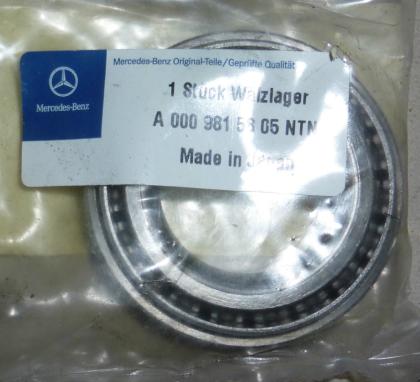 Mercedes-Benz
Mercedes-Benz Original-Teile/Geprüfte Qualität
1 Stück Wälzlager
A 000 981 56 05 NTN
Made in Japan